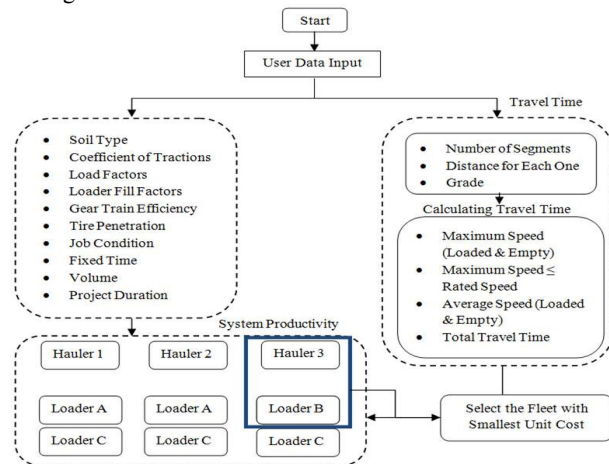 Start
User Data Input
Travel Time
Soil Type
Coefficient of Tractions
Load Factors
Loader Fill Factors
Gear Train Efficiency
Tire Penetration
Job Condition
Fixed Time
Volume
Project Duration
Number of Segments
Distance for Each One
Grade
Calculating Travel Time
Maximum Speed
(Loaded & Empty)
Maximum Speed ≤
Rated Speed
Average Speed (Loaded
& Empty)
Total Travel Time
System Productivity
Hauler 1
Hauler 2
Hauler 3
Loader A
Loader A
Loader B
Loader C
Loader C
Loader C
Select the Fleet with
Smallest Unit Cost